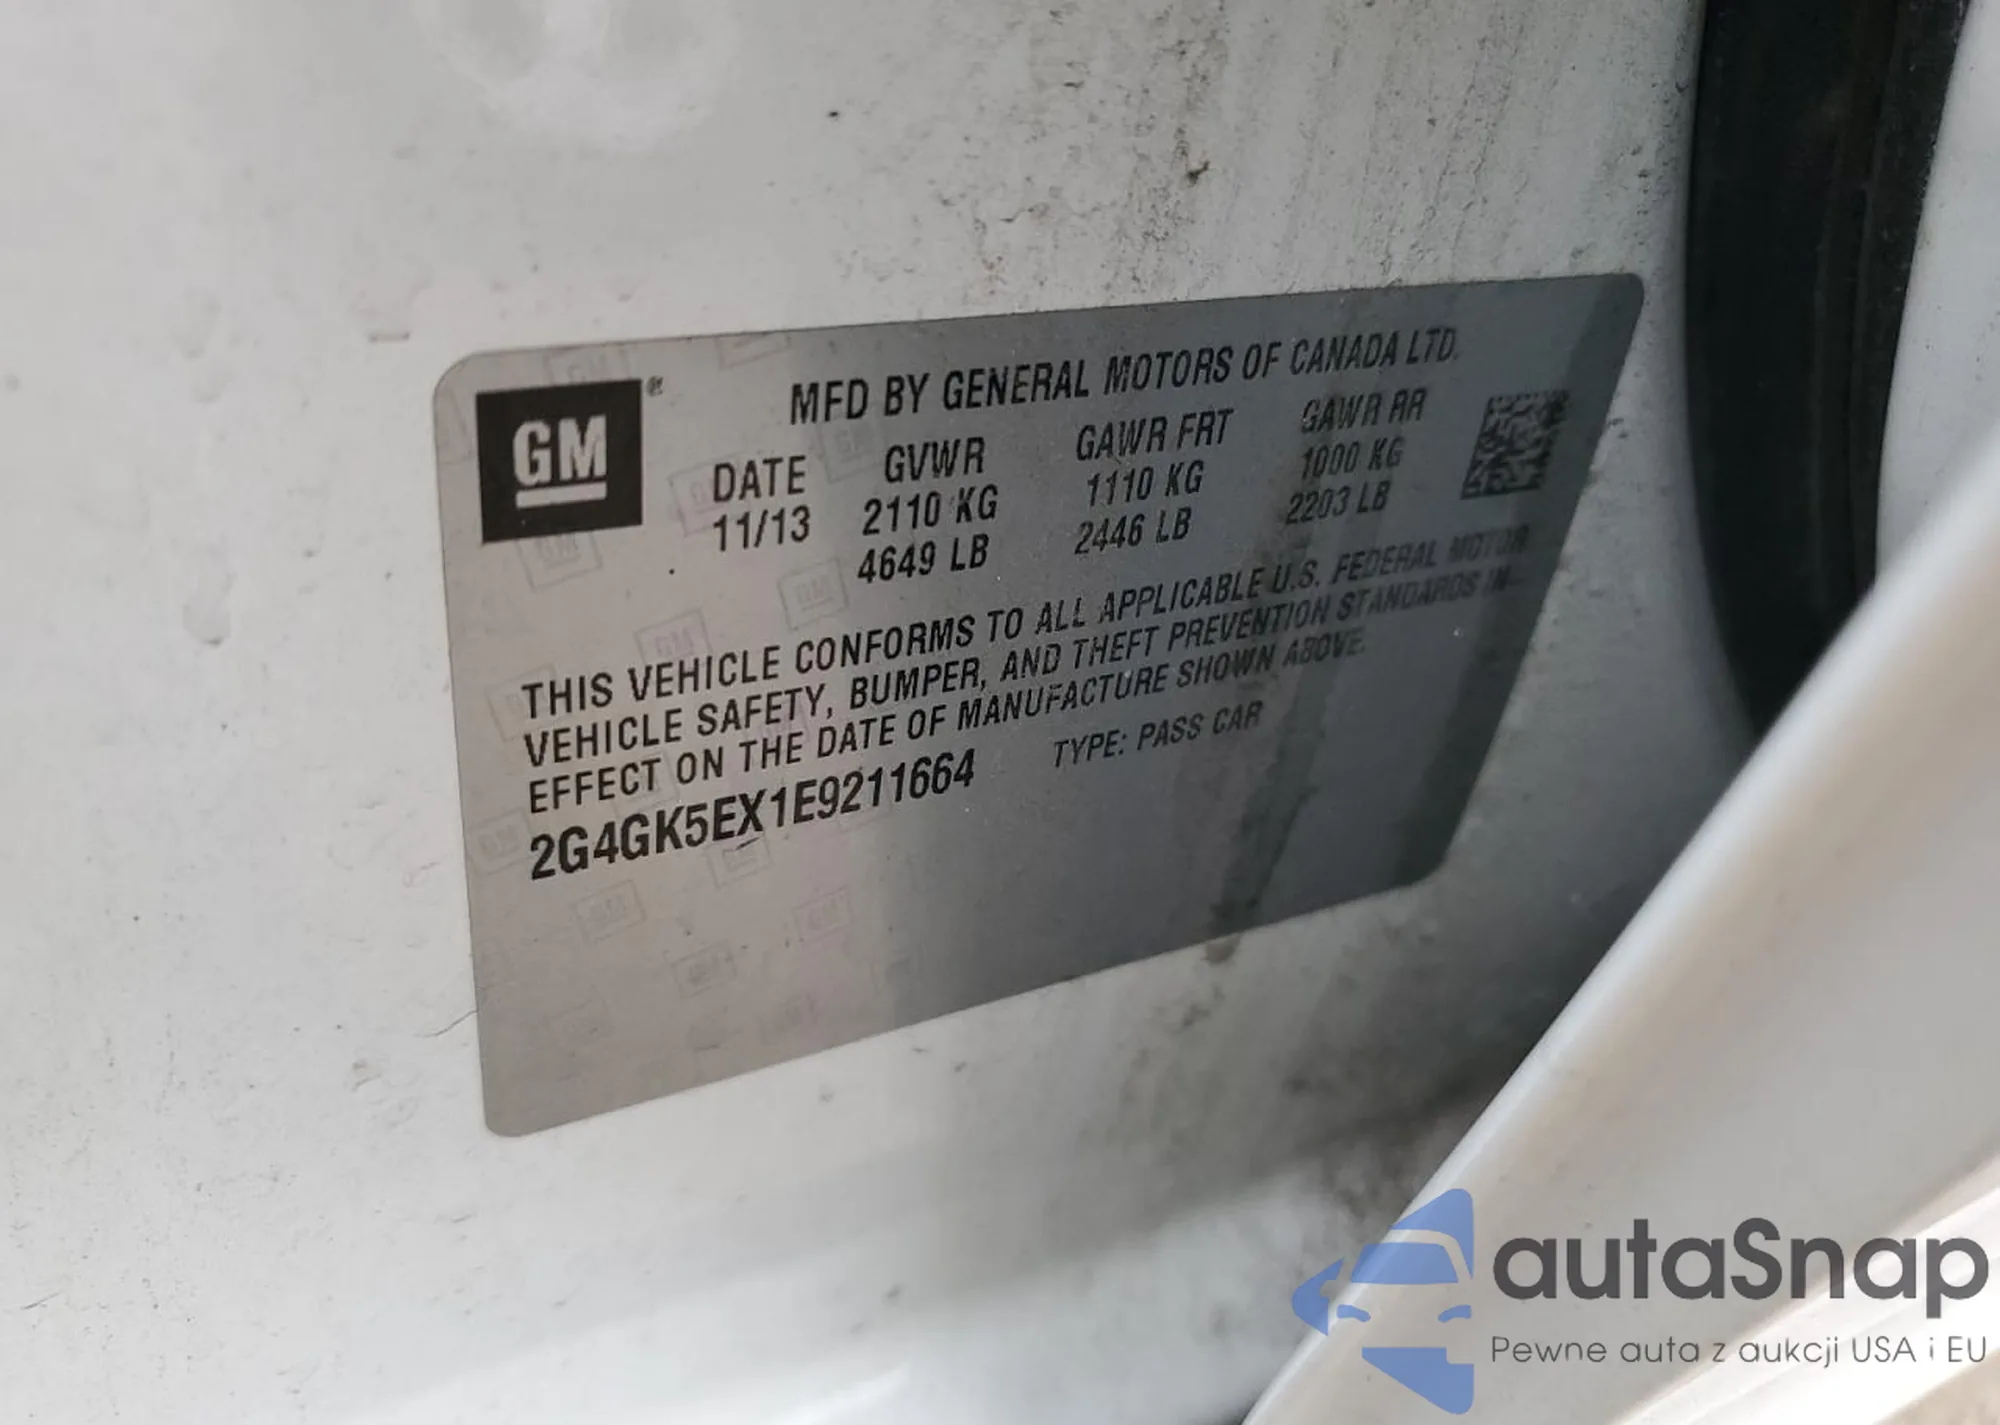 GM
®
MFD BY GENERAL MOTORS OF CANADA LTD.
DATE GVWR GAWR FRT GAWR RR
11/13 2110 KG 1110 KG 1000 KG
4649 LB 2446 LB 2203 LB
THIS VEHICLE CONFORMS TO ALL APPLICABLE U.S. FEDERAL MOTOR
VEHICLE SAFETY, BUMPER, AND THEFT PREVENTION STANDARDS IN
EFFECT ON THE DATE OF MANUFACTURE SHOWN ABOVE.
2G4GK5EX1E9211664 TYPE: PASS CAR
autaSnap
Pewne auta z aukcji USA i EU